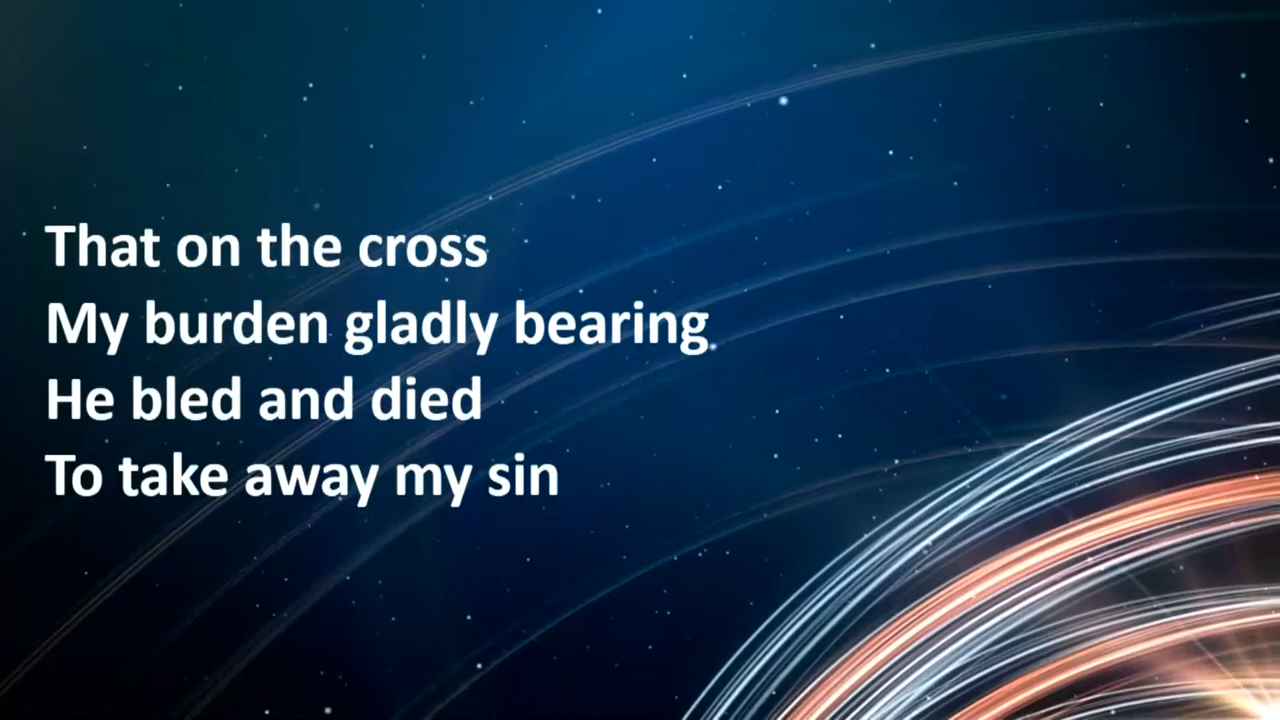 That on the cross
My burden gladly bearing
He bled and died
To take away my sin